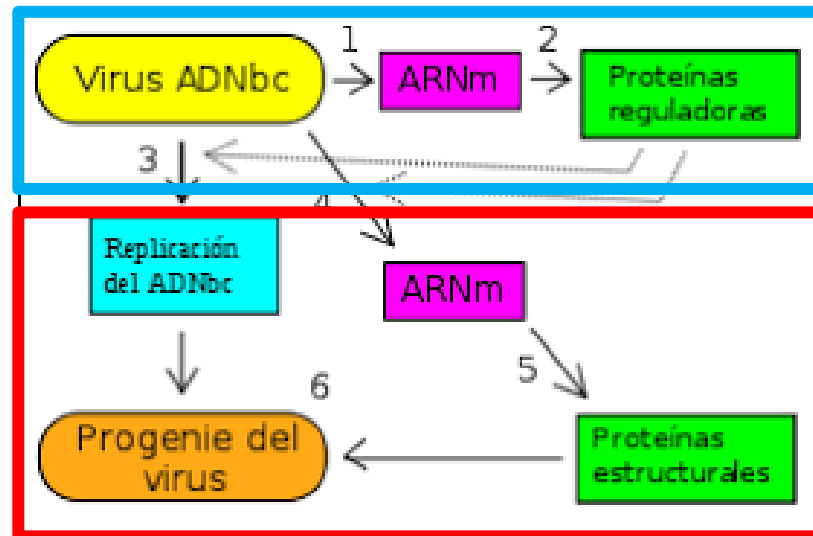 1
2
Virus ADNbc
ARNm
Proteínas
reguladoras
3
4
Replicación
del ADNbc
ARNm
5
6
Progenie del
virus
Proteínas
estructurales